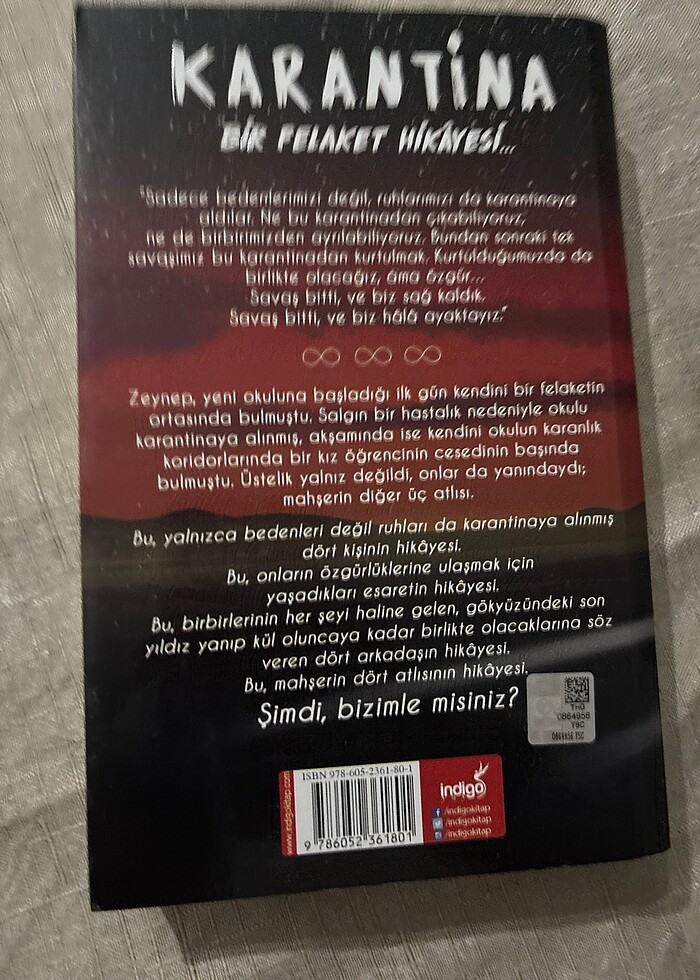 KARANTİNA
BİR FELAKET HİKÂYESİ...
"Sadece bedenlerimizi değil, ruhlarımızı da karantinaya
aldılar. Ne bu karantinadan çıkabiliyoruz,
ne de birbirimizden ayrılabiliyoruz. Bundan sonraki tek
savaşımız bu karantinadan kurtulmak. Kurtulduğumuzda da
birlikte olacağız, ama özgür...
Savaş bitti, ve biz sağ kaldık.
Savaş bitti, ve biz hâlâ ayaktayız."
Zeynep, yeni okuluna başladığı ilk gün kendini bir felaketin
ortasında bulmuştu. Salgın bir hastalık nedeniyle okulu
karantinaya alınmış, akşamında ise kendini okulun karanlık
koridorlarında bir kız öğrencinin cesedinin başında
bulmuştu. Üstelik yalnız değildi, onlar da yanındaydı;
mahşerin diğer üç atlısı.
Bu, yalnızca bedenleri değil ruhları da karantinaya alınmış
dört kişinin hikâyesi.
Bu, onların özgürlüklerine ulaşmak için
yaşadıkları esaretin hikâyesi.
Bu, birbirlerinin her şeyi haline gelen, gökyüzündeki son
yıldız yanıp kül oluncaya kadar birlikte olacaklarına söz
veren dört arkadaşın hikâyesi.
Bu, mahşerin dört atlısının hikâyesi.
Şimdi, bizimle misiniz?
0864956
0864956 TSC
ISBN 978-605-2361-80-1
9 786052 361801
www.indigokitap.com
indigo
/indigokitap
/indigokitap
/indigokitap